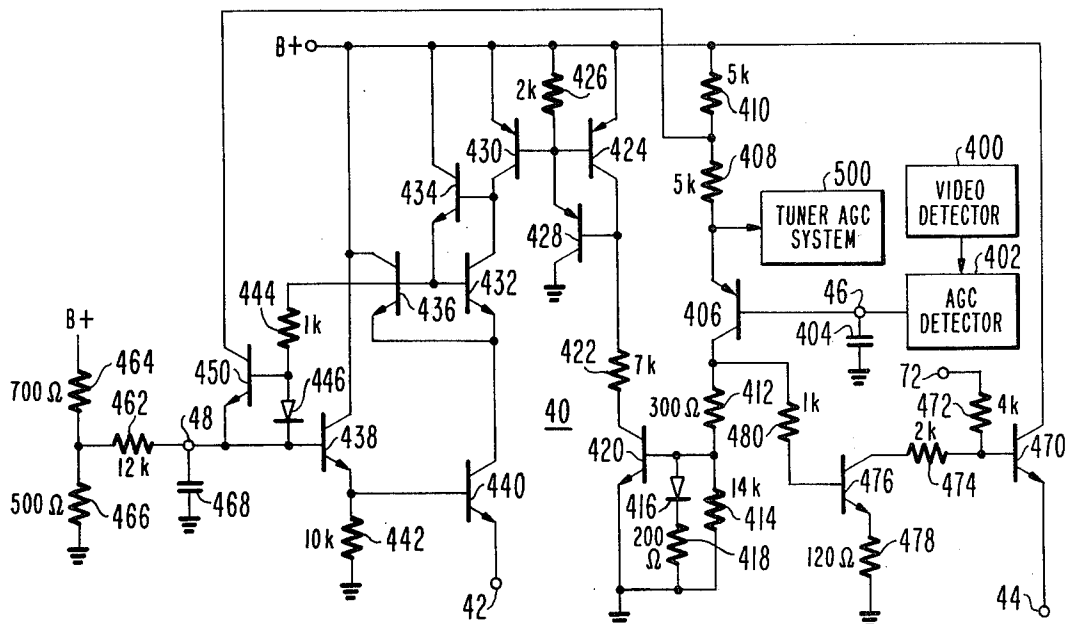 B+
5k
410
2k
426
430
424
434
408
5k
500
TUNER AGC
SYSTEM
400
VIDEO
DETECTOR
402
AGC
DETECTOR
428
444
1k
436
432
406
46
404
B+
464
700 Ω
450
446
422
7k
72
462
48
438
40
300Ω
412
1k
480
472
4k
2k
12k
420
470
500 Ω
466
468
440
416
14k
414
474
476
10k
442
200
Ω
418
120Ω
478
42
44